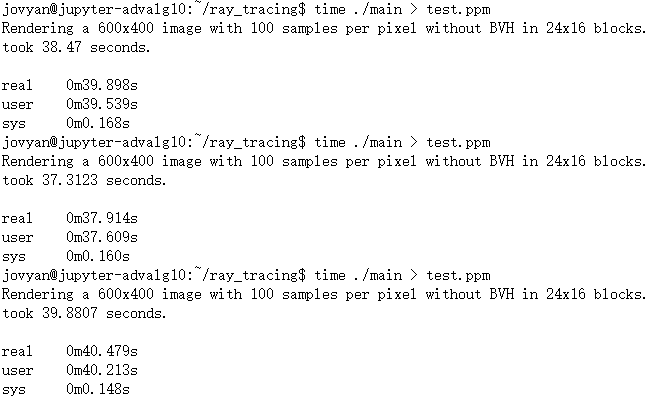 jovyan@jupyter-adva1g10:~/ray_tracing$ time ./main > test.ppm
Rendering a 600x400 image with 100 samples per pixel without BVH in 24x16 blocks.
took 38.47 seconds.
real 0m39.898s
user 0m39.539s
sys 0m0.168s
jovyan@jupyter-adva1g10:~/ray_tracing$ time ./main > test.ppm
Rendering a 600x400 image with 100 samples per pixel without BVH in 24x16 blocks.
took 37.3123 seconds.
real 0m37.914s
user 0m37.609s
sys 0m0.160s
jovyan@jupyter-adva1g10:~/ray_tracing$ time ./main > test.ppm
Rendering a 600x400 image with 100 samples per pixel without BVH in 24x16 blocks.
took 39.8807 seconds.
real 0m40.479s
user 0m40.213s
sys 0m0.148s